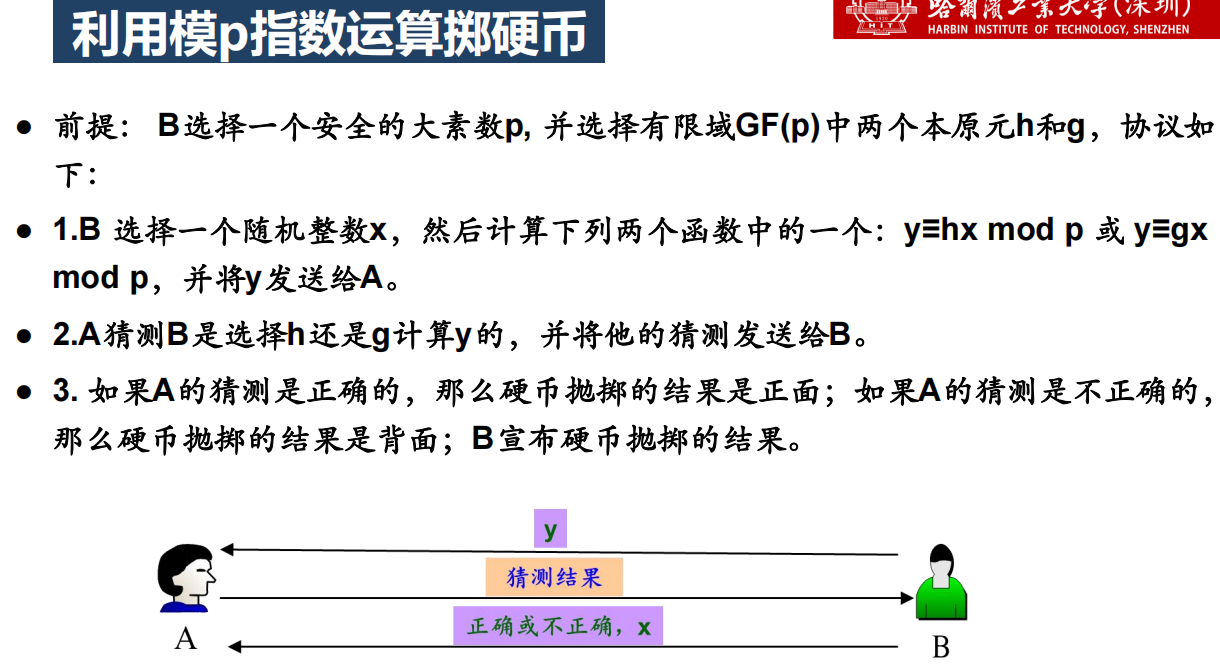 利用模p指数运算掷硬币
哈尔滨工业大学(深圳)
HARBIN INSTITUTE OF TECHNOLOGY, SHENZHEN
● 前提： B选择一个安全的大素数p, 并选择有限域GF(p)中两个本原元h和g，协议如
下：
● 1.B 选择一个随机整数x，然后计算下列两个函数中的一个：y≡hx mod p 或 y≡gx
mod p，并将y发送给A。
● 2.A猜测B是选择h还是g计算y的，并将他的猜测发送给B。
● 3. 如果A的猜测是正确的，那么硬币抛掷的结果是正面；如果A的猜测是不正确的，
那么硬币抛掷的结果是背面；B宣布硬币抛掷的结果。
y
猜测结果
正确或不正确，x
A
B